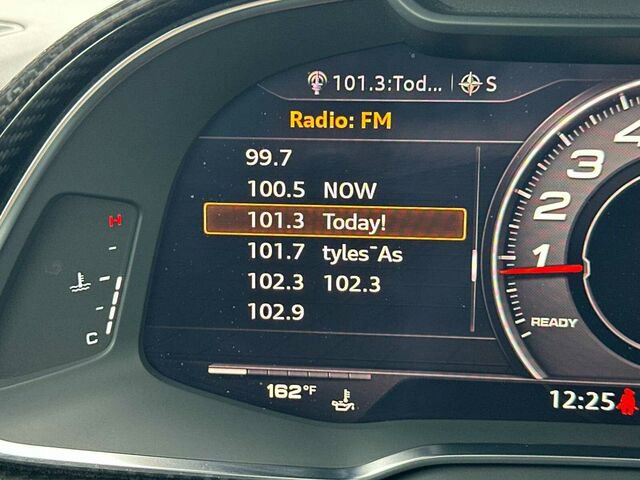 101.3:Tod... S
Radio: FM
99.7
100.5 NOW
101.3 Today!
101.7 tyles¯As
102.3 102.3
102.9
H
C
4
3
2
1
READY
162°F
12:25